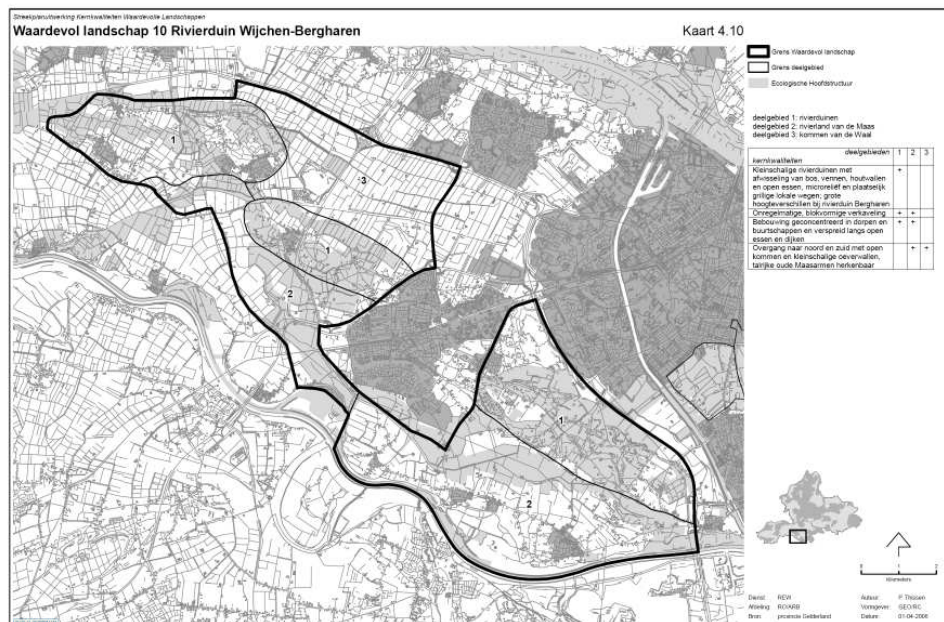 Streekplanuitwerking Kernkwaliteiten Waardevolle Landschappen
Waardevol landschap 10 Rivierduin Wijchen-Bergharen
Kaart 4.10
Grens Waardevol landschap
Grens deelgebied
Ecologische Hoofdstructuur
deelgebied 1: rivierduinen
deelgebied 2: rivierland van de Maas
deelgebied 3: kommen van de Waal
deelgebieden 1 2 3
kernkwaliteiten
Kleinschalige rivierduinen met +
afwisseling van bos, vennen, houtwallen
en open essen, microreliëf en plaatselijk
grillige lokale wegen; grote
hoogteverschillen bij rivierduin Bergharen
Onregelmatige, blokvormige verkaveling + +
Bebouwing geconcentreerd in dorpen en + +
buurtschappen en verspreid langs open
essen en dijken
Overgang naar noord en zuid met open + +
kommen en kleinschalige oeverwallen,
talrijke oude Maasarmen herkenbaar
1
3
1
2
1
2
0 1 2
Kilometers
Dienst: REW
Afdeling: RO/ARB
Bron: provincie Gelderland
Auteur: P. Thissen
Vormgever: GEO/RC
Datum: 01-04-2005